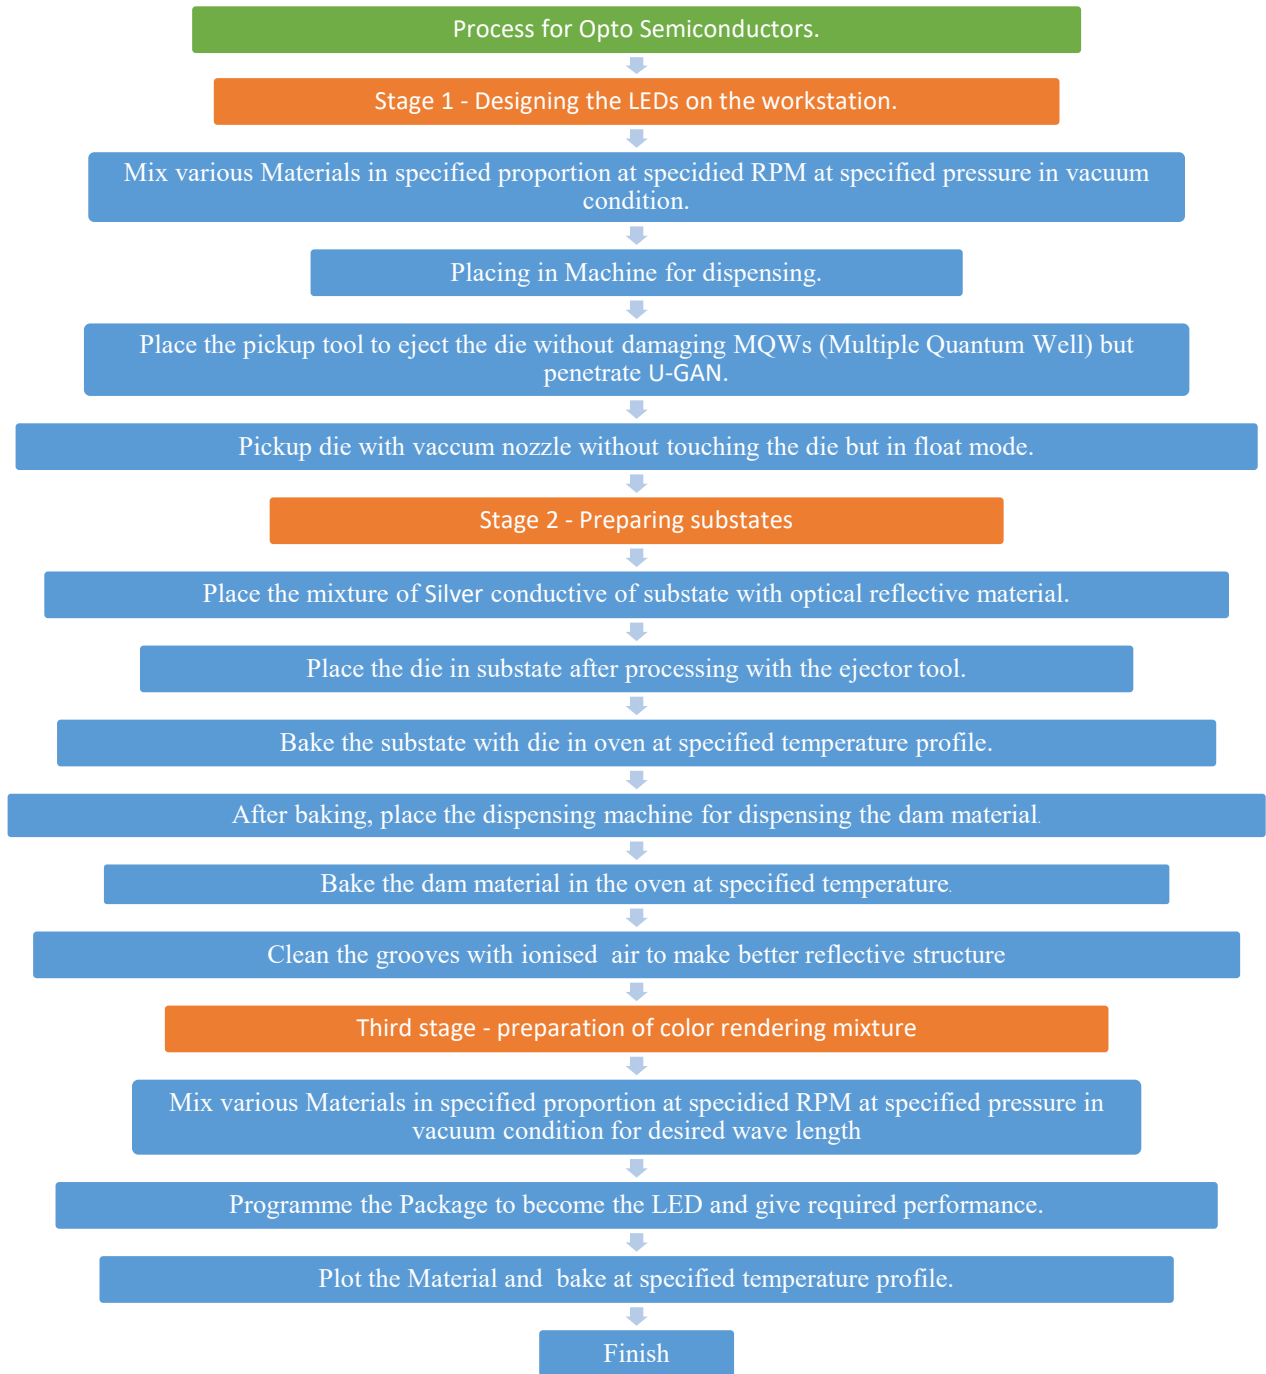 Process for Opto Semiconductors.
Stage 1 - Designing the LEDs on the workstation.
Mix various Materials in specified proportion at specidied RPM at specified pressure in vacuum
condition.
Placing in Machine for dispensing.
Place the pickup tool to eject the die without damaging MQWs (Multiple Quantum Well) but
penetrate U-GAN.
Pickup die with vaccum nozzle without touching the die but in float mode.
Stage 2 - Preparing substates
Place the mixture of Silver conductive of substate with optical reflective material.
Place the die in substate after processing with the ejector tool.
Bake the substate with die in oven at specified temperature profile.
After baking, place the dispensing machine for dispensing the dam material.
Bake the dam material in the oven at specified temperature.
Clean the grooves with ionised  air to make better reflective structure
Third stage - preparation of color rendering mixture
Mix various Materials in specified proportion at specidied RPM at specified pressure in
vacuum condition for desired wave length
Programme the Package to become the LED and give required performance.
Plot the Material and  bake at specified temperature profile.
Finish